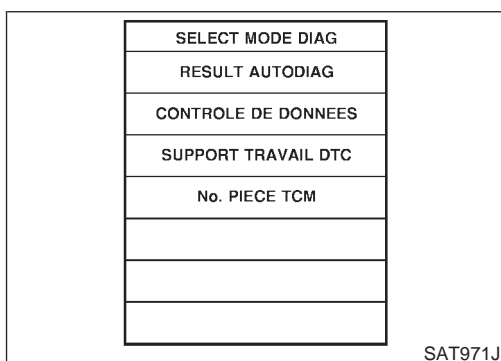 SELECT MODE DIAG
RESULT AUTODIAG
CONTROLE DE DONNEES
SUPPORT TRAVAIL DTC
No. PIECE TCM
SAT971J